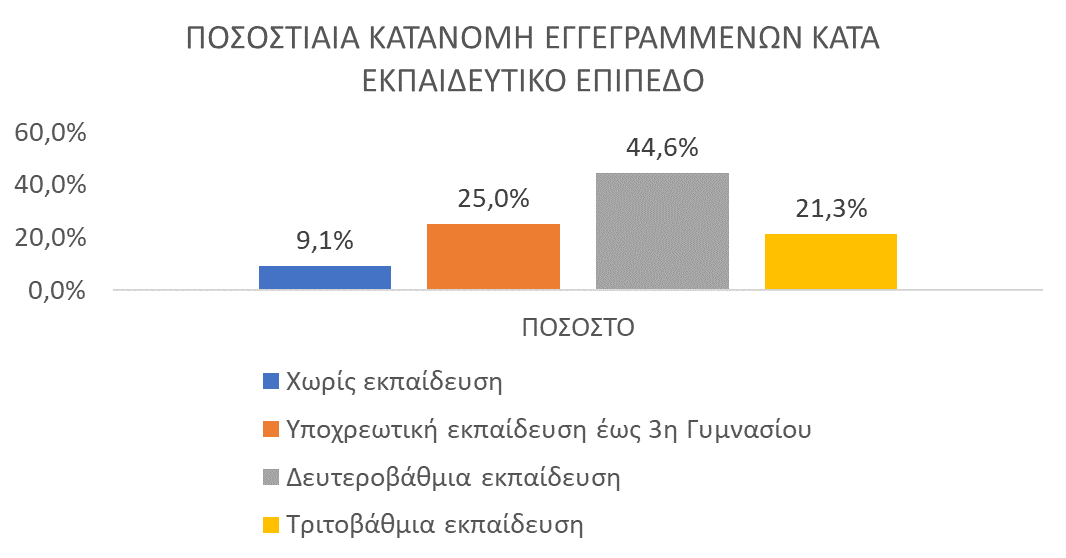 ΠΟΣΟΣΤΙΑΙΑ ΚΑΤΑΝΟΜΗ ΕΓΓΕΓΡΑΜΜΕΝΩΝ ΚΑΤΑ
ΕΚΠΑΙΔΕΥΤΙΚΟ ΕΠΙΠΕΔΟ
60,0%
40,0%
20,0%
0,0%
9,1%
25,0%
44,6%
21,3%
ΠΟΣΟΣΤΟ
Χωρίς εκπαίδευση
Υποχρεωτική εκπαίδευση έως 3η Γυμνασίου
Δευτεροβάθμια εκπαίδευση
Τριτοβάθμια εκπαίδευση